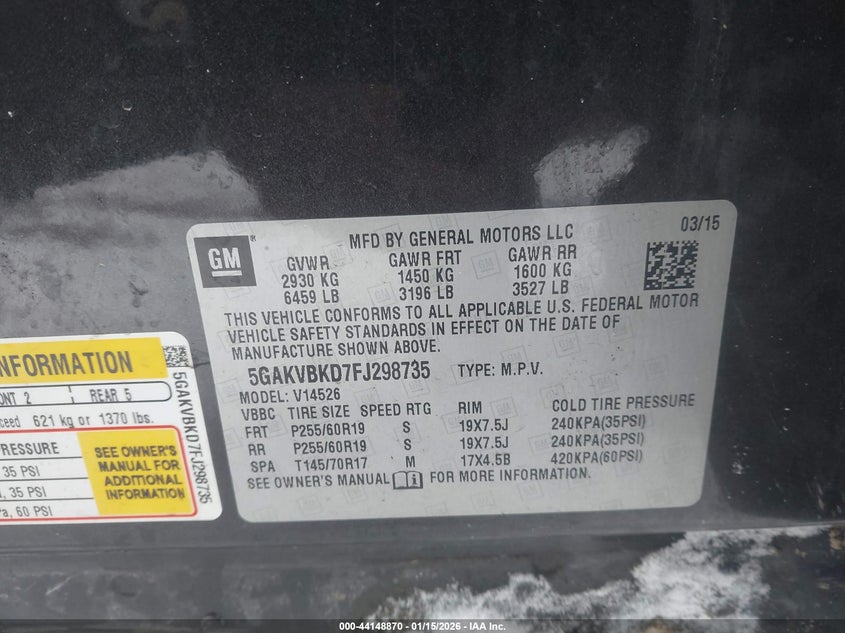 GM ®
MFD BY GENERAL MOTORS LLC
03/15
GVWR GAWR FRT GAWR RR
2930 KG 1450 KG 1600 KG
6459 LB 3196 LB 3527 LB
THIS VEHICLE CONFORMS TO ALL APPLICABLE U.S. FEDERAL MOTOR
VEHICLE SAFETY STANDARDS IN EFFECT ON THE DATE OF
MANUFACTURE SHOWN ABOVE.
5GAKVBKD7FJ298735 TYPE: M.P.V.
MODEL: V14526
VBBC TIRE SIZE SPEED RTG RIM COLD TIRE PRESSURE
FRT P255/60R19 S 19X7.5J 240KPA(35PSI)
RR P255/60R19 S 19X7.5J 240KPA(35PSI)
SPA T145/70R17 M 17X4.5B 420KPA(60PSI)
SEE OWNER'S MANUAL FOR MORE INFORMATION.
NFORMATION
ONT 2 REAR 5
ceed 621 kg or 1370 lbs.
PRESSURE
35 PSI
, 35 PSI
a, 60 PSI
SEE OWNER'S
MANUAL FOR
ADDITIONAL
INFORMATION
5GAKVBKD7FJ298735
000-44148870 - 01/15/2026 - IAA Inc.